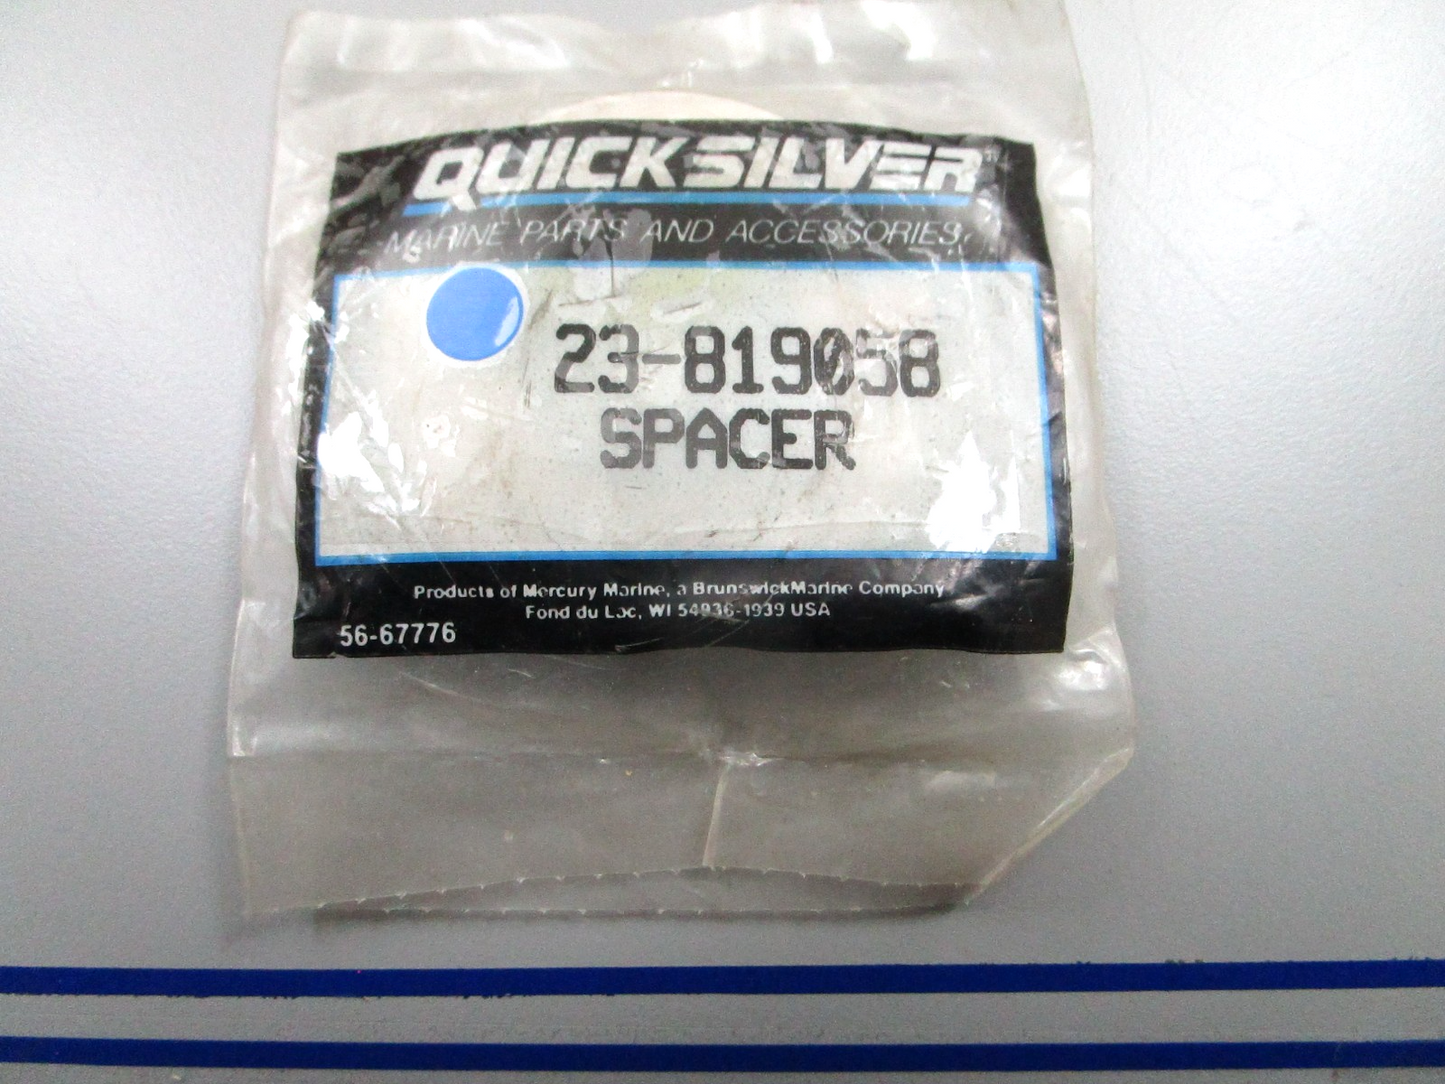 QUICKSILVER
MARINE PARTS AND ACCESSORIES
23-819058
SPACER
Products of Mercury Marine, a Brunswick Marine Company
Fond du Lac, WI 54936-1939 USA
56-67776